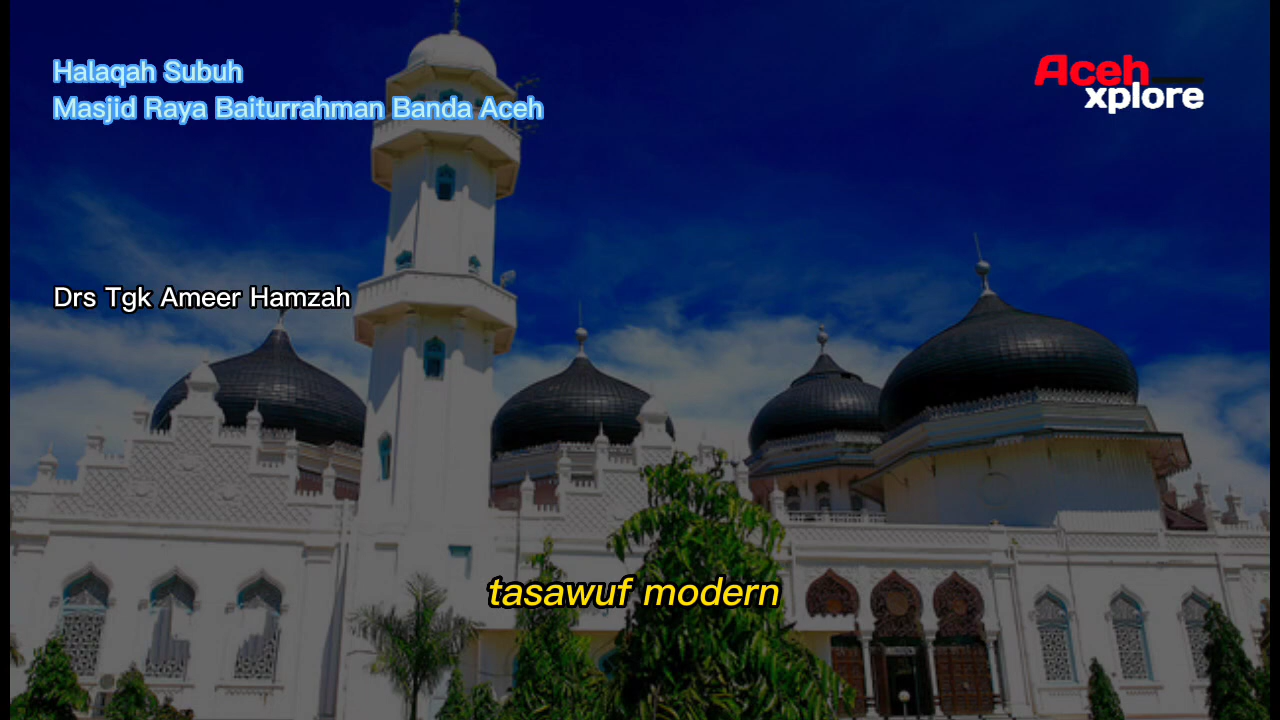 Halaqah Subuh
Masjid Raya Baiturrahman Banda Aceh
Aceh
xplore
Drs Tgk Ameer Hamzah
tasawuf modern